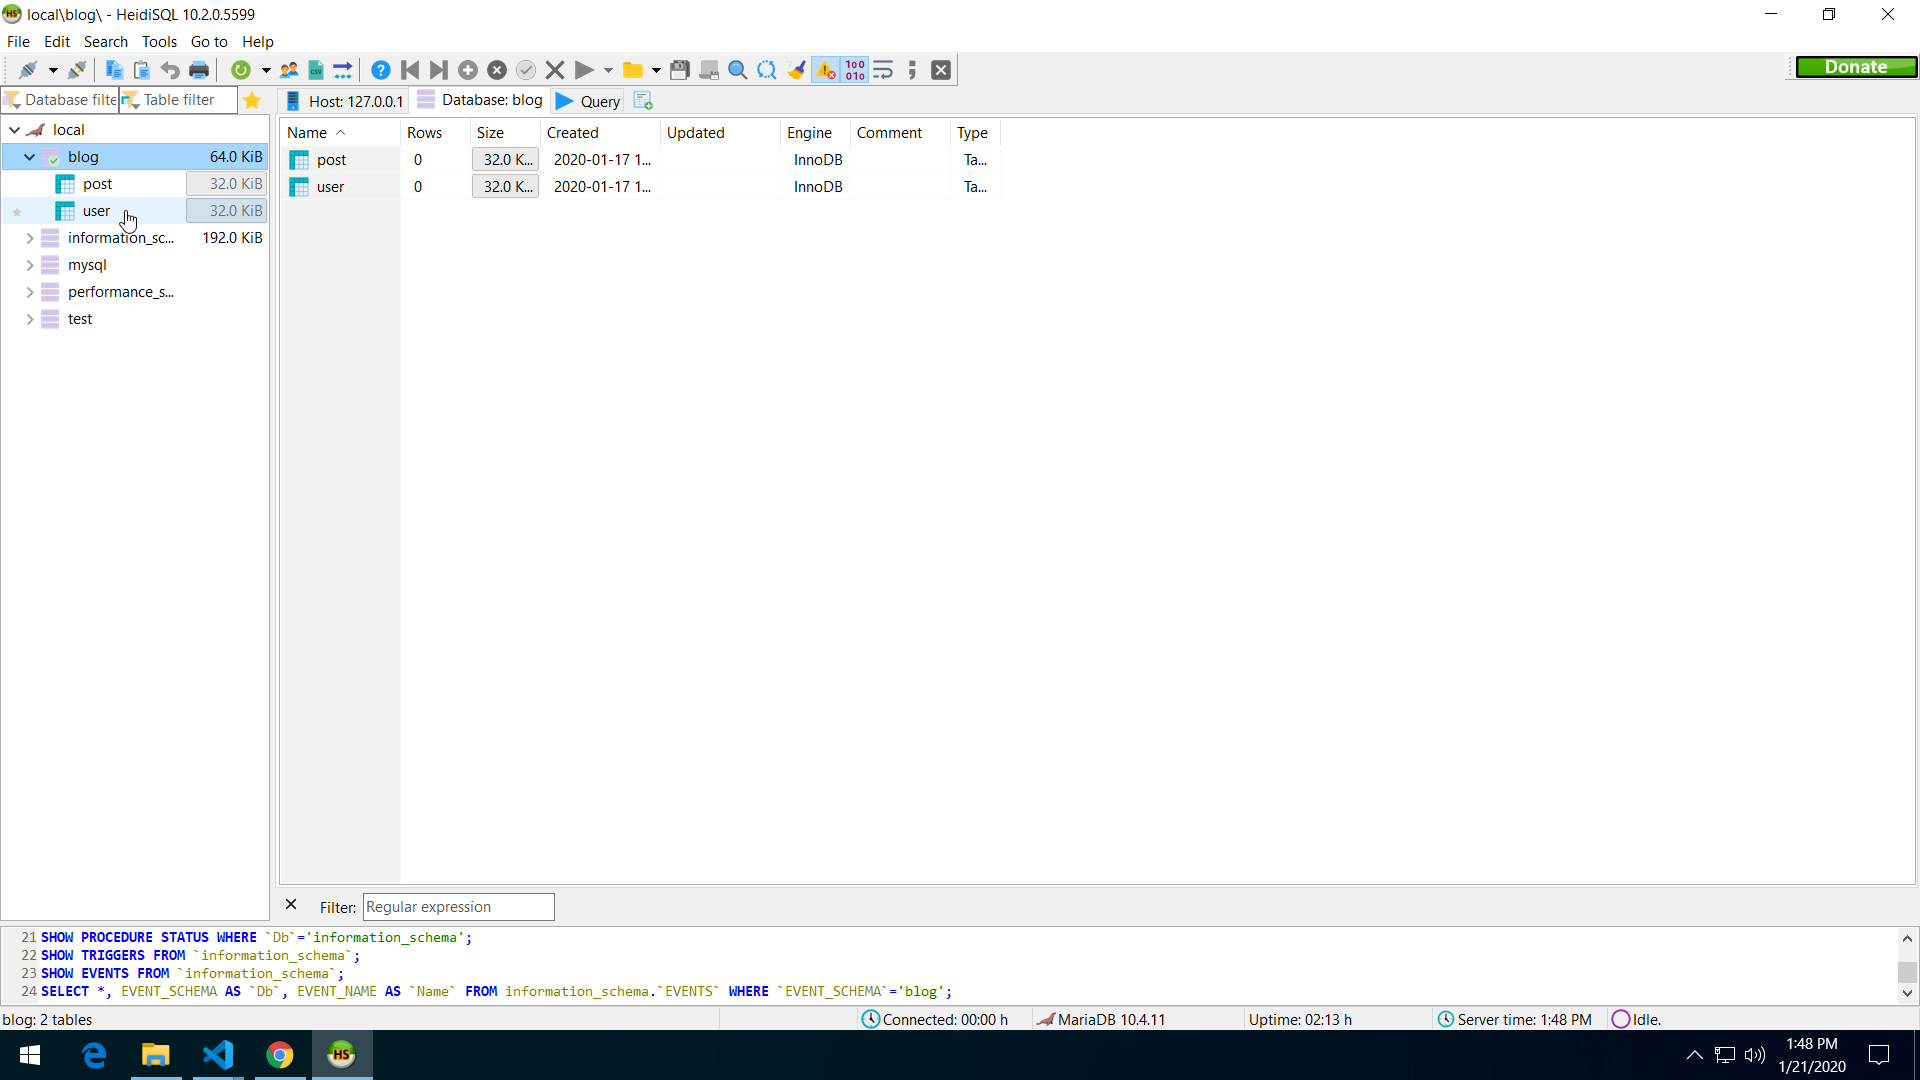 local\blog\ - HeidiSQL 10.2.0.5599
File Edit Search Tools Go to Help
Donate
Database filte Table filter
Host: 127.0.0.1 Database: blog Query
local
blog 64.0 KiB
post 32.0 KiB
user 32.0 KiB
information_sc... 192.0 KiB
mysql
performance_s...
test
Name Rows Size Created Updated Engine Comment Type
post 0 32.0 K... 2020-01-17 1... InnoDB Ta...
user 0 32.0 K... 2020-01-17 1... InnoDB Ta...
Filter: Regular expression
21 SHOW PROCEDURE STATUS WHERE `Db`='information_schema';
22 SHOW TRIGGERS FROM `information_schema`;
23 SHOW EVENTS FROM `information_schema`;
24 SELECT *, EVENT_SCHEMA AS `Db`, EVENT_NAME AS `Name` FROM information_schema.`EVENTS` WHERE `EVENT_SCHEMA`='blog';
blog: 2 tables Connected: 00:00 h MariaDB 10.4.11 Uptime: 02:13 h Server time: 1:48 PM Idle.
HS
1:48 PM
1/21/2020